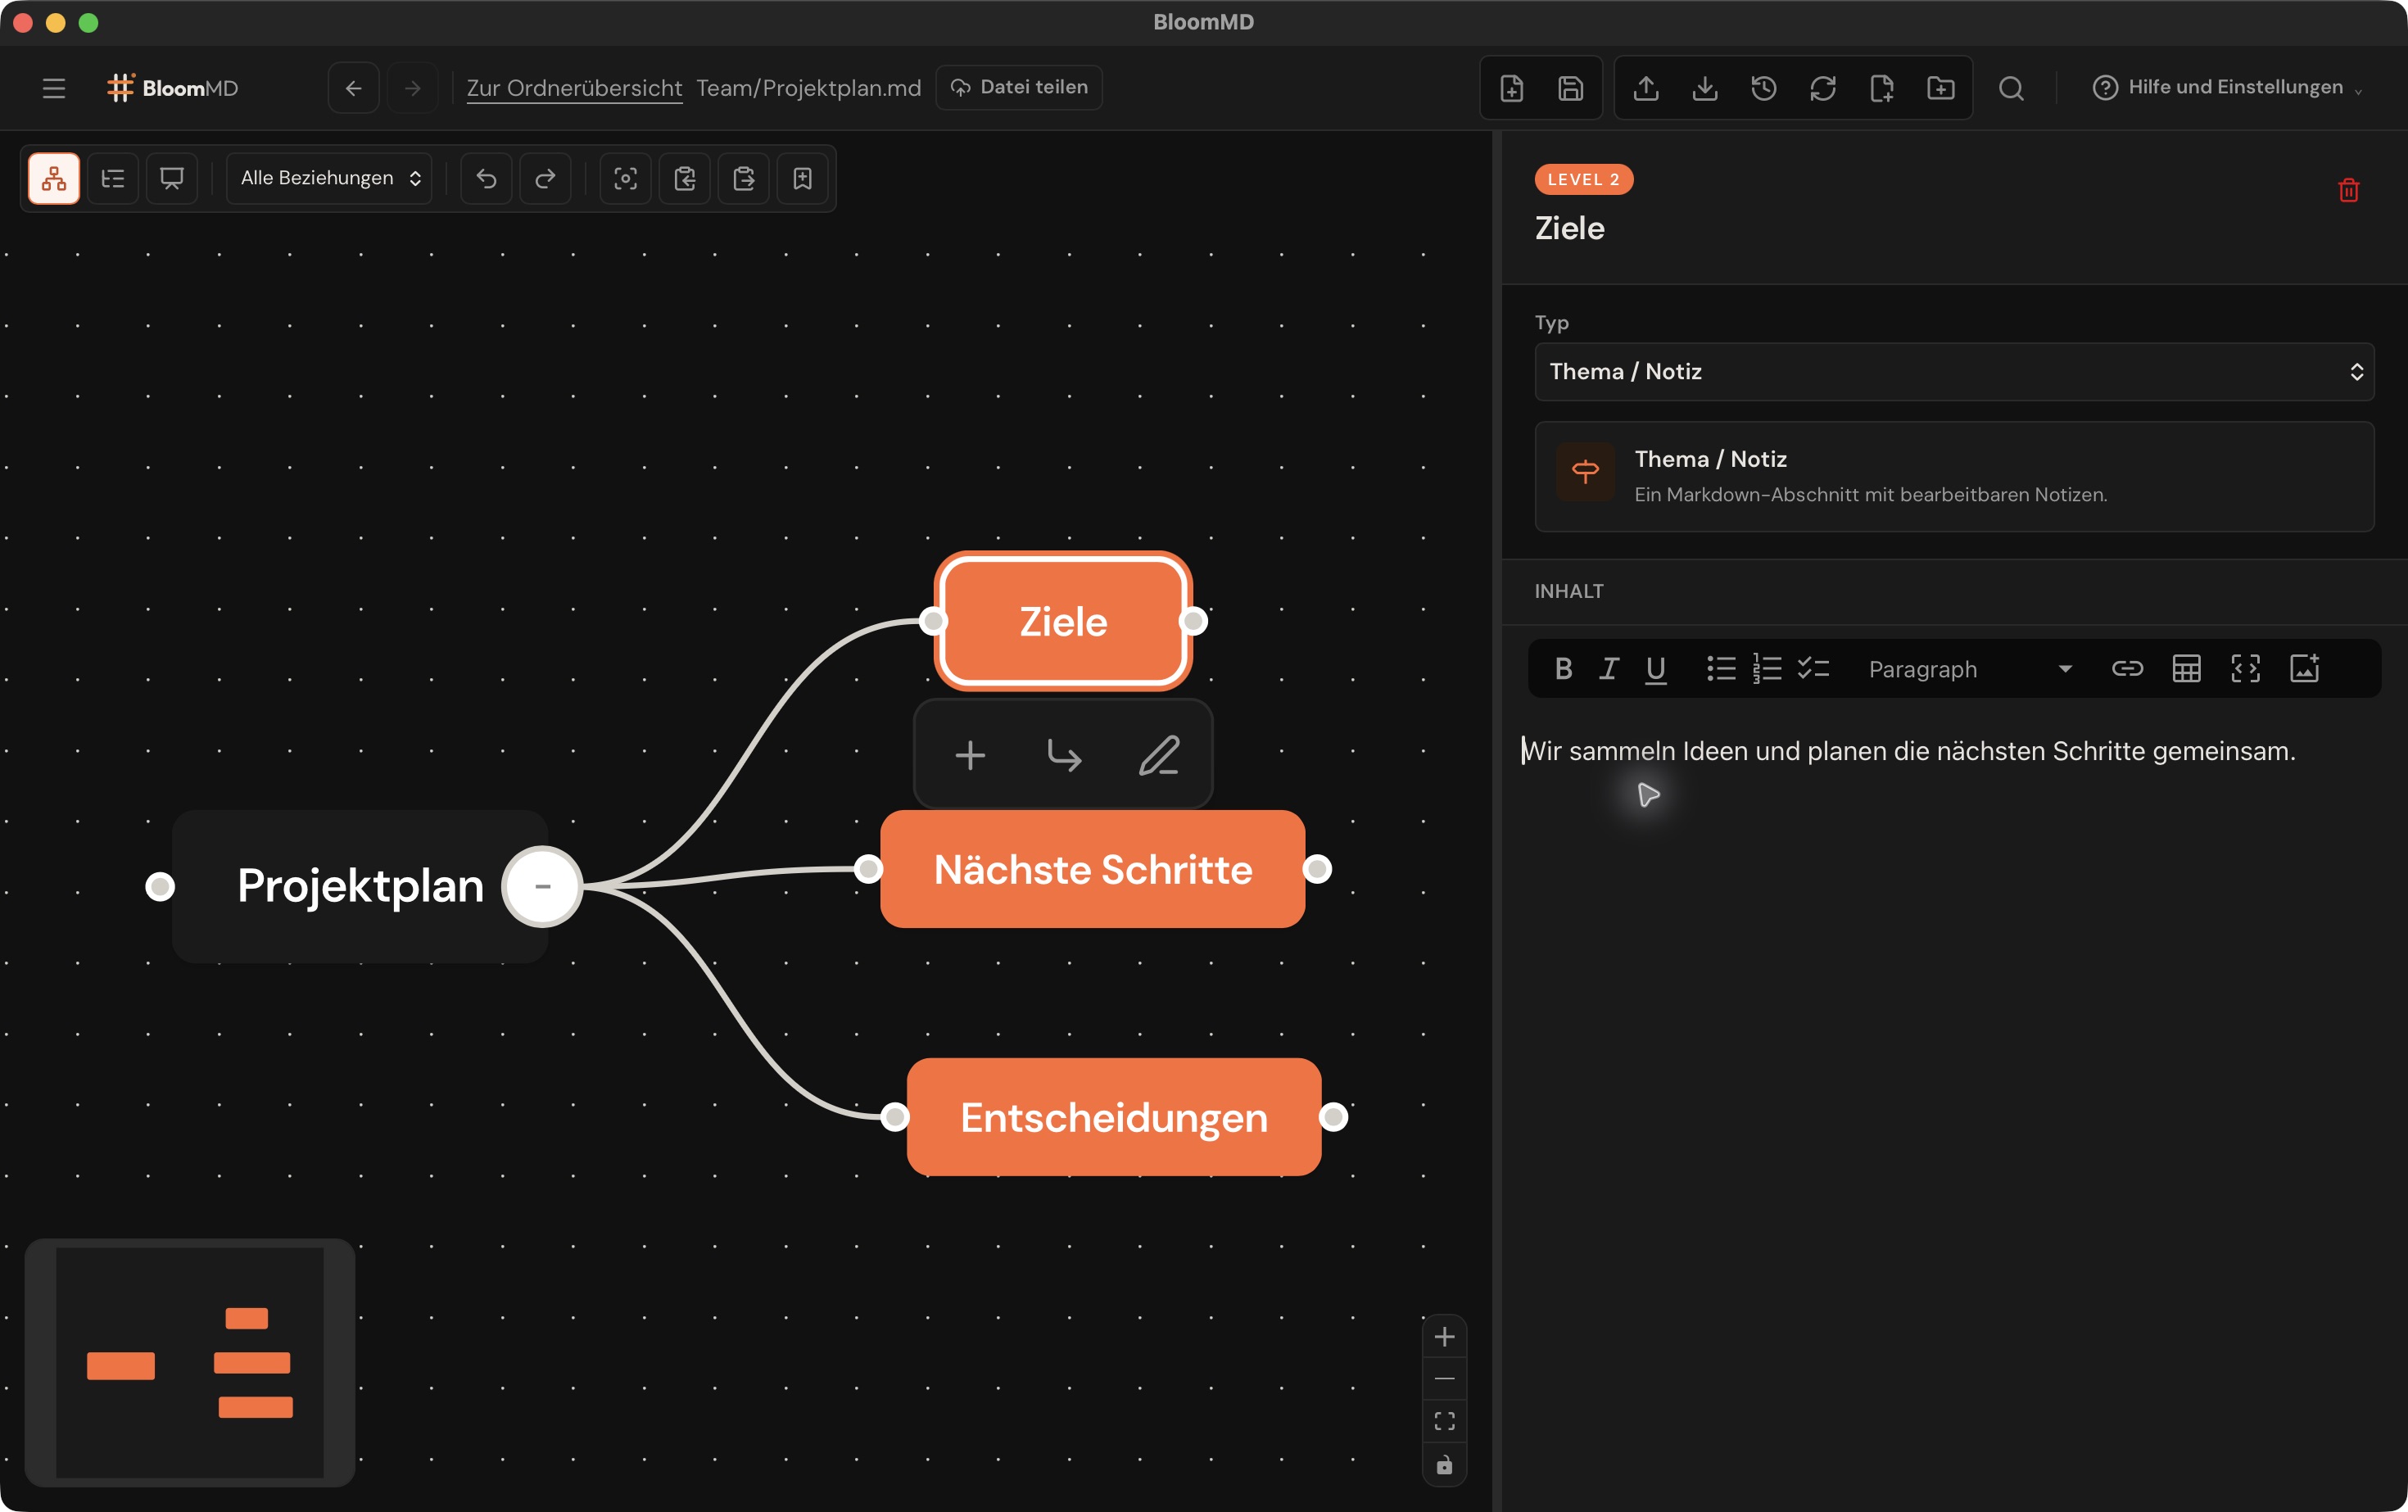 BloomMD
BloomMD
Zur Ordnerübersicht Team/Projektplan.md Datei teilen
Hilfe und Einstellungen
Alle Beziehungen
Ziele
Projektplan
Nächste Schritte
Entscheidungen
LEVEL 2
Ziele
Typ
Thema / Notiz
Thema / Notiz
Ein Markdown-Abschnitt mit bearbeitbaren Notizen.
INHALT
B I U Paragraph
Wir sammeln Ideen und planen die nächsten Schritte gemeinsam.